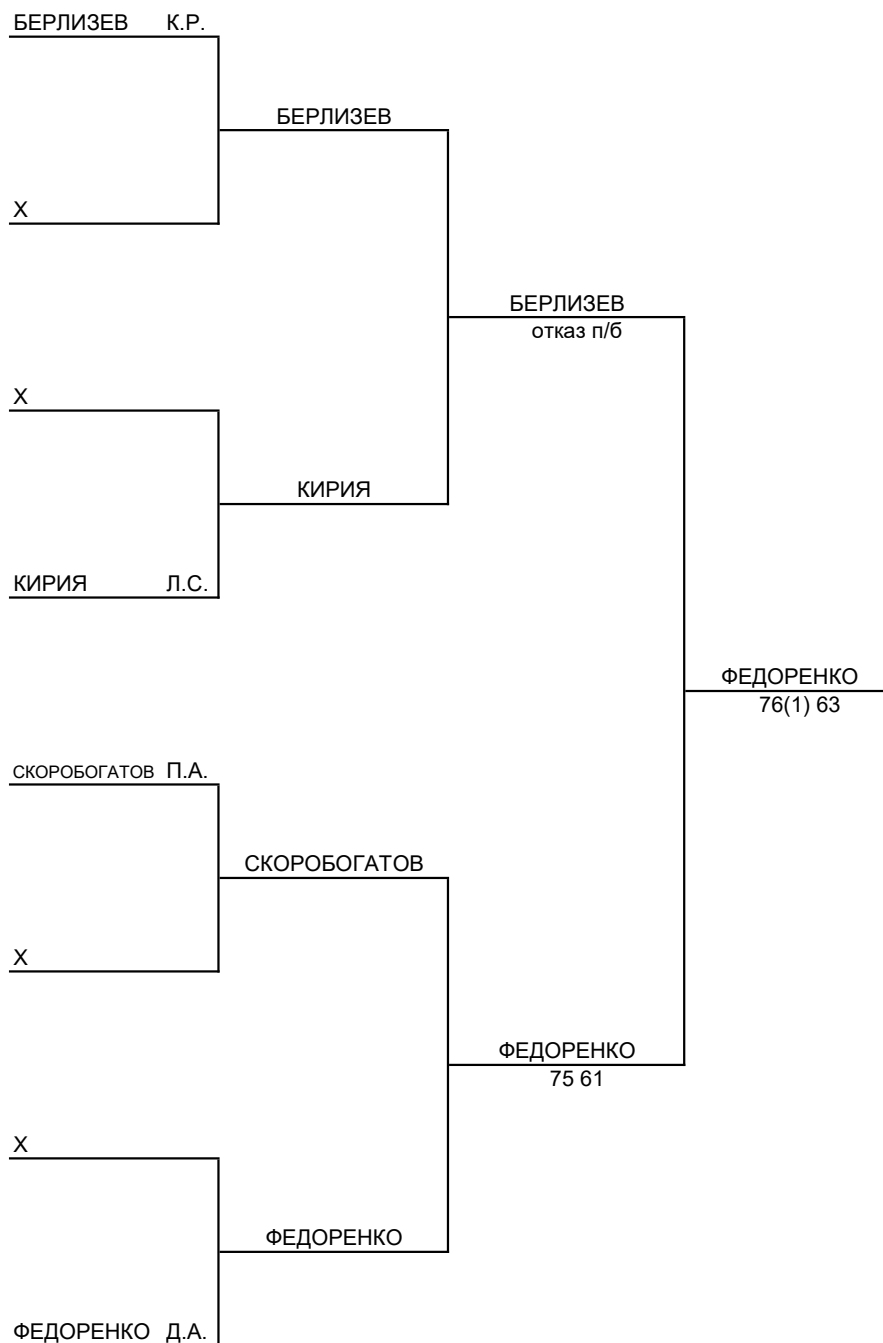 БЕРЛИЗЕВ К.Р.
БЕРЛИЗЕВ
Х
БЕРЛИЗЕВ
отказ п/б
Х
КИРИЯ
КИРИЯ Л.С.
ФЕДОРЕНКО
76(1) 63
СКОРОБОГАТОВ П.А.
СКОРОБОГАТОВ
Х
ФЕДОРЕНКО
75 61
Х
ФЕДОРЕНКО
ФЕДОРЕНКО Д.А.